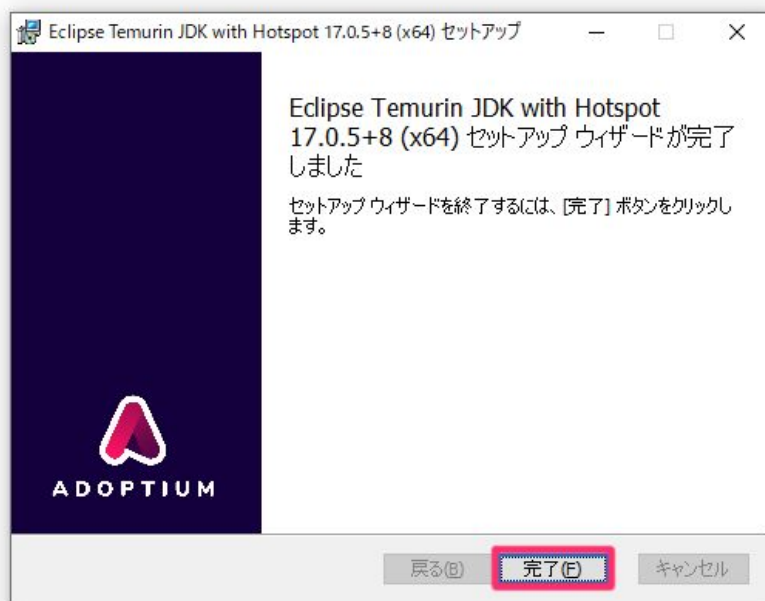 Eclipse Temurin JDK with Hotspot 17.0.5+8 (x64) セットアップ
Eclipse Temurin JDK with Hotspot
17.0.5+8 (x64) セットアップ ウィザードが完了
しました
セットアップ ウィザードを終了するには、[完了] ボタンをクリックし
ます。
ADOPTIUM
戻る(B) 完了(F) キャンセル